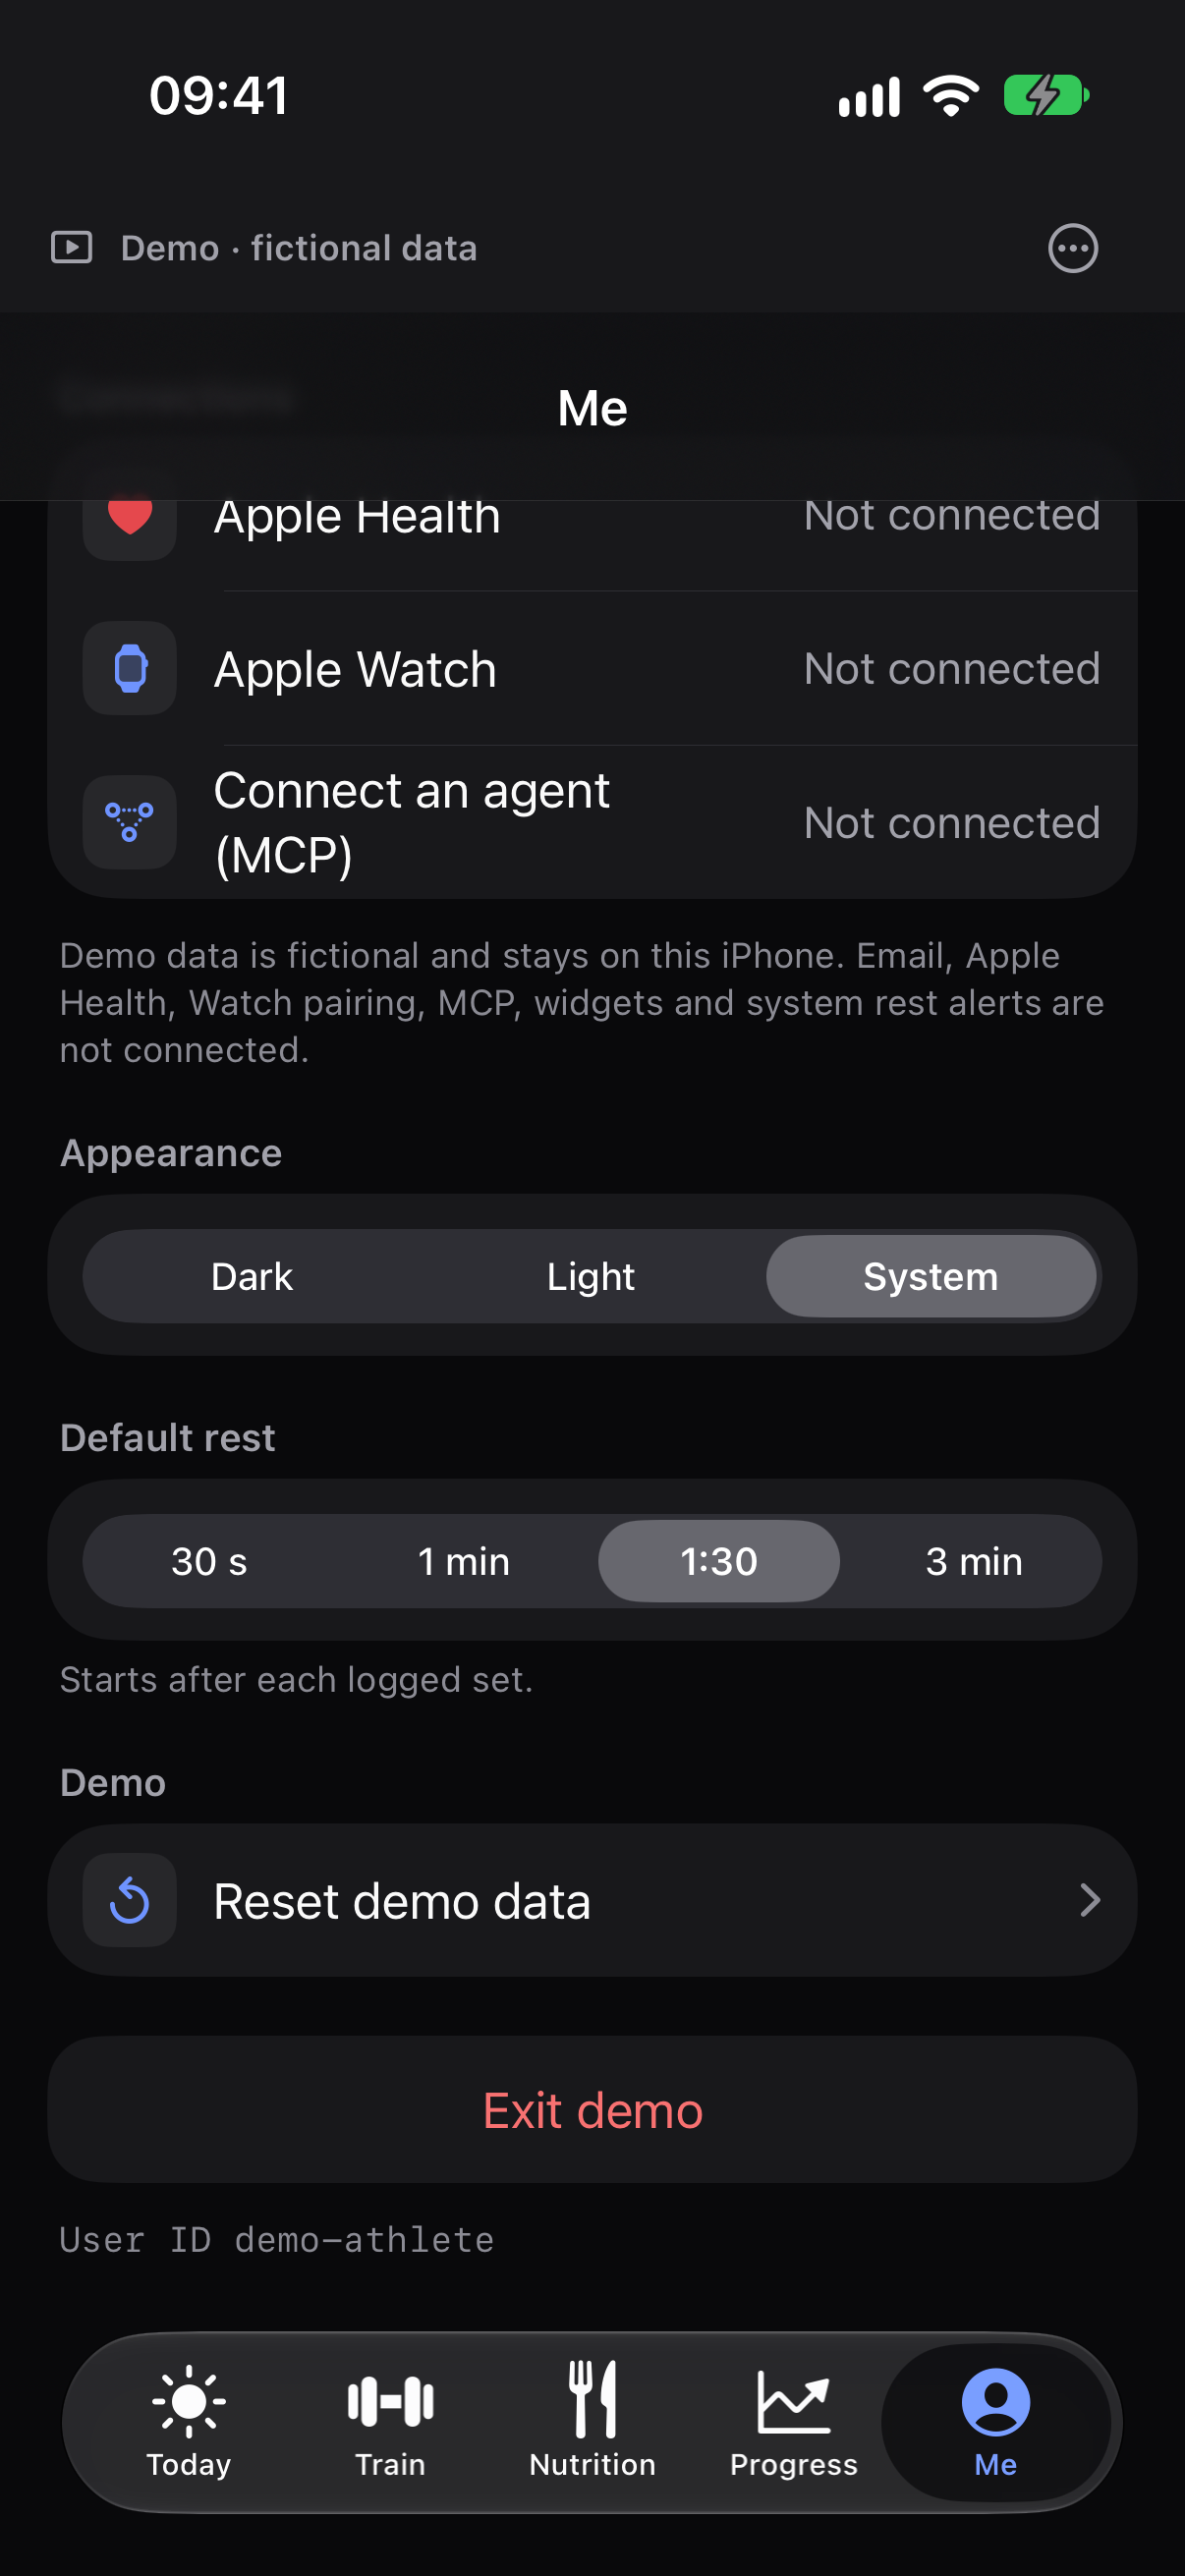 09:41
Demo · fictional data
Connections
Me
Apple Health
Not connected
Apple Watch
Not connected
Connect an agent
(MCP)
Not connected
Demo data is fictional and stays on this iPhone. Email, Apple
Health, Watch pairing, MCP, widgets and system rest alerts are
not connected.
Appearance
Dark
Light
System
Default rest
30 s
1 min
1:30
3 min
Starts after each logged set.
Demo
Reset demo data
Exit demo
User ID demo-athlete
Today
Train
Nutrition
Progress
Me